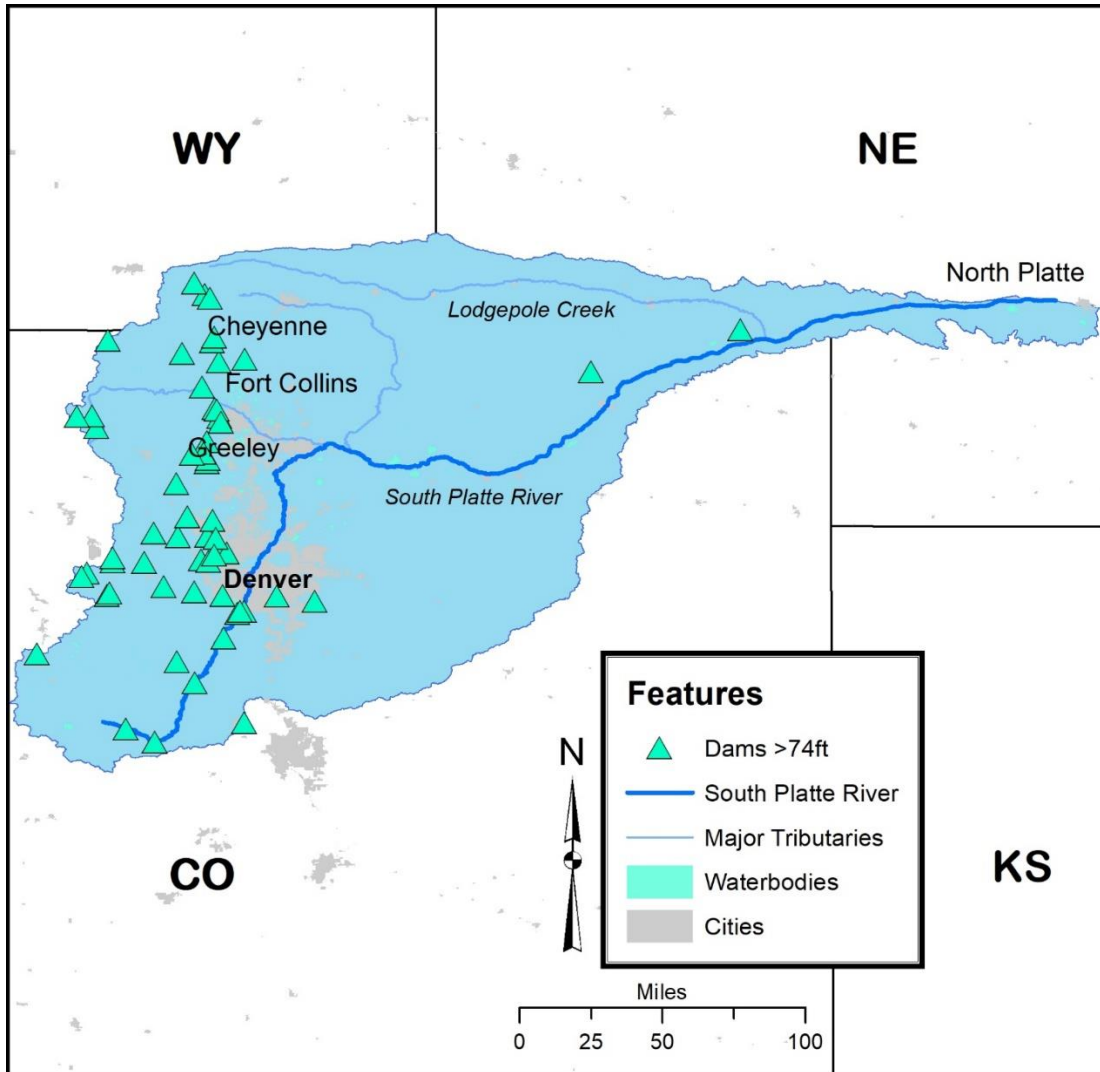 WY
NE
North Platte
Lodgepole Creek
Cheyenne
Fort Collins
Greeley
South Platte River
Denver
Features
Dams >74ft
South Platte River
Major Tributaries
Waterbodies
Cities
N
CO
KS
Miles
0 25 50 100